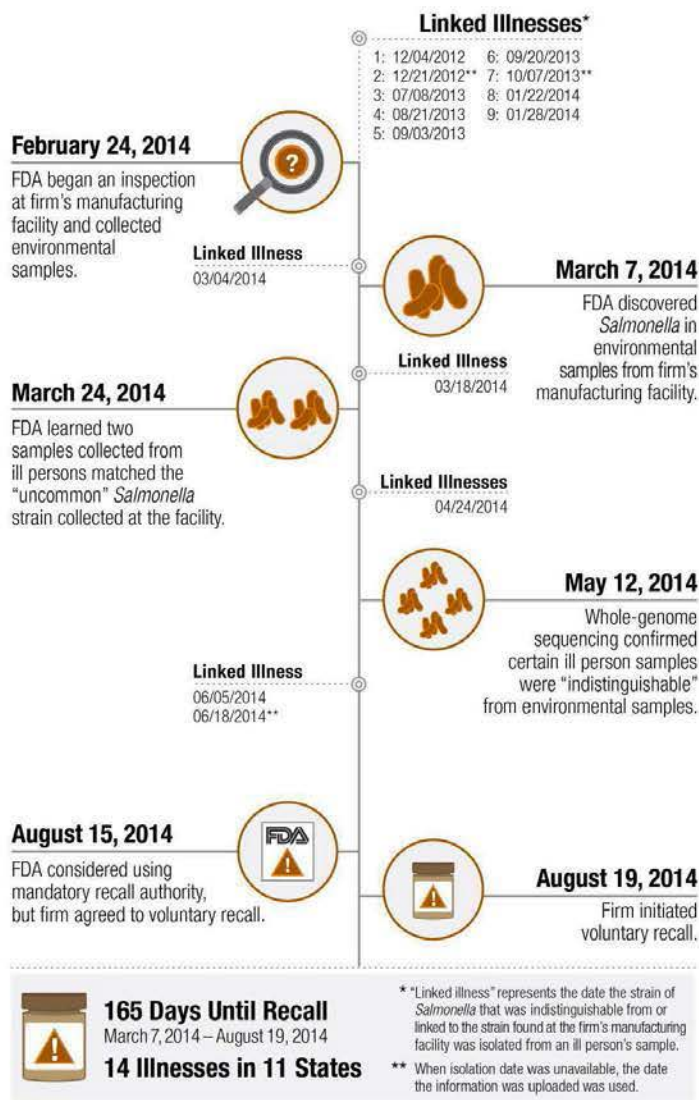 Linked Illnesses*
1: 12/04/2012 6: 09/20/2013
2: 12/21/2012** 7: 10/07/2013**
3: 07/08/2013 8: 01/22/2014
4: 08/21/2013 9: 01/28/2014
5: 09/03/2013
February 24, 2014
FDA began an inspection
at firm's manufacturing
facility and collected
environmental
samples.
?
Linked Illness
03/04/2014
March 7, 2014
FDA discovered
Salmonella in
environmental
samples from firm's
manufacturing facility.
Linked Illness
03/18/2014
March 24, 2014
FDA learned two
samples collected from
ill persons matched the
“uncommon” Salmonella
strain collected at the facility.
Linked Illnesses
04/24/2014
May 12, 2014
Whole-genome
sequencing confirmed
certain ill person samples
were “indistinguishable”
from environmental samples.
Linked Illness
06/05/2014
06/18/2014**
August 15, 2014
FDA considered using
mandatory recall authority,
but firm agreed to voluntary recall.
FDA
!
August 19, 2014
Firm initiated
voluntary recall.
!
!
165 Days Until Recall
March 7, 2014 – August 19, 2014
14 Illnesses in 11 States
* “Linked illness” represents the date the strain of
Salmonella that was indistinguishable from or
linked to the strain found at the firm's manufacturing
facility was isolated from an ill person's sample.
** When isolation date was unavailable, the date
the information was uploaded was used.